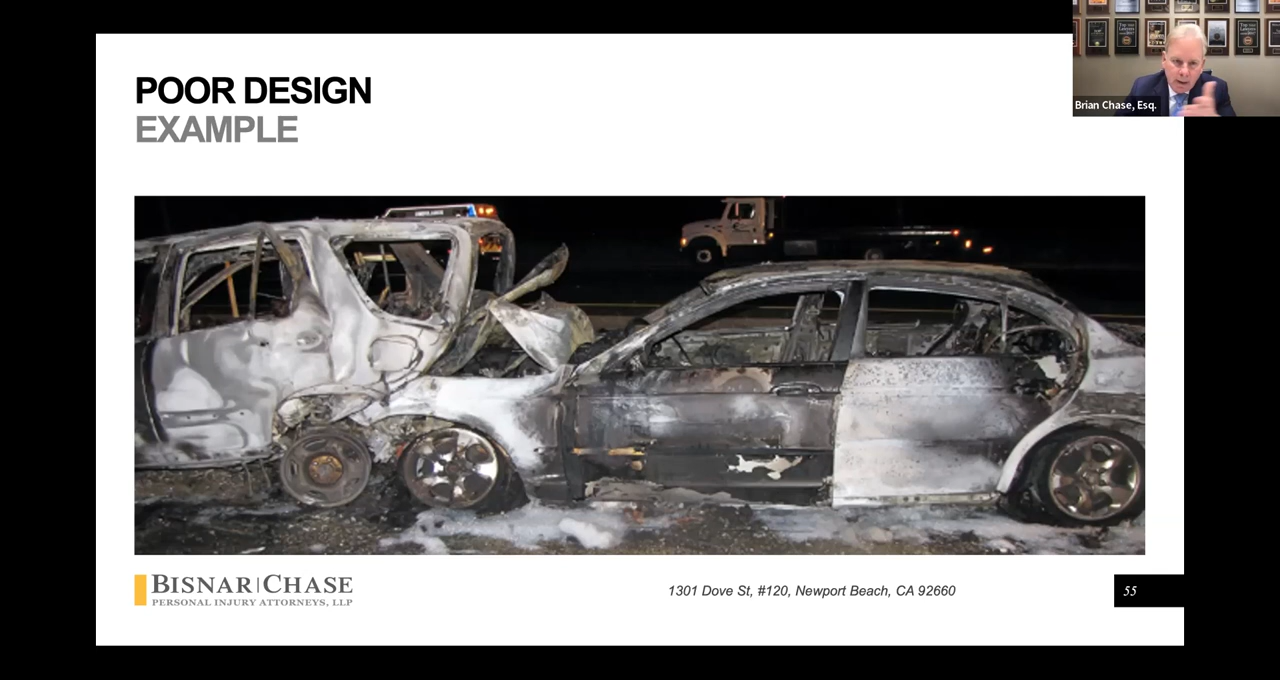 POOR DESIGN
EXAMPLE
Brian Chase, Esq.
BISNAR|CHASE
PERSONAL INJURY ATTORNEYS, LLP
1301 Dove St, #120, Newport Beach, CA 92660
55